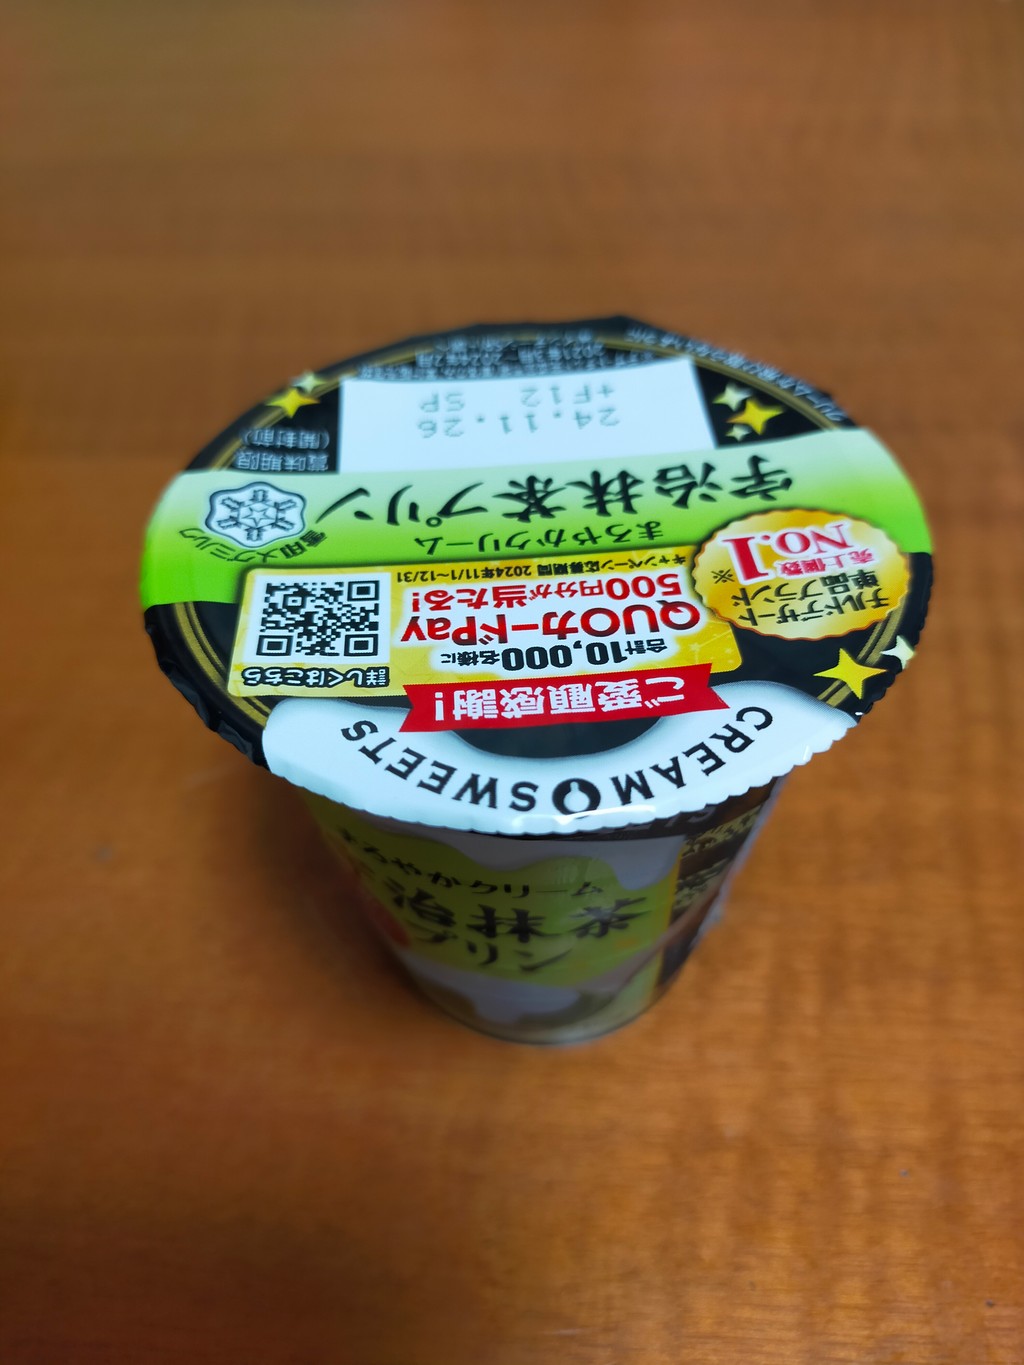 CREAM SWEETS
ご愛顧感謝!
合計10,000名様に
QUOカードPay
500円分が当たる!
キャンペーン応募期間 2024年11/1~12/31
詳しくはこちら
チルドデザート
単品ブランド
売上個数
NO.1
※
まろやかクリーム
宇治抹茶プリン
雪印メグミルク
賞味期限
(開封前)
24.11.26
+F12 SP
まろやかクリーム
治抹茶
プリン